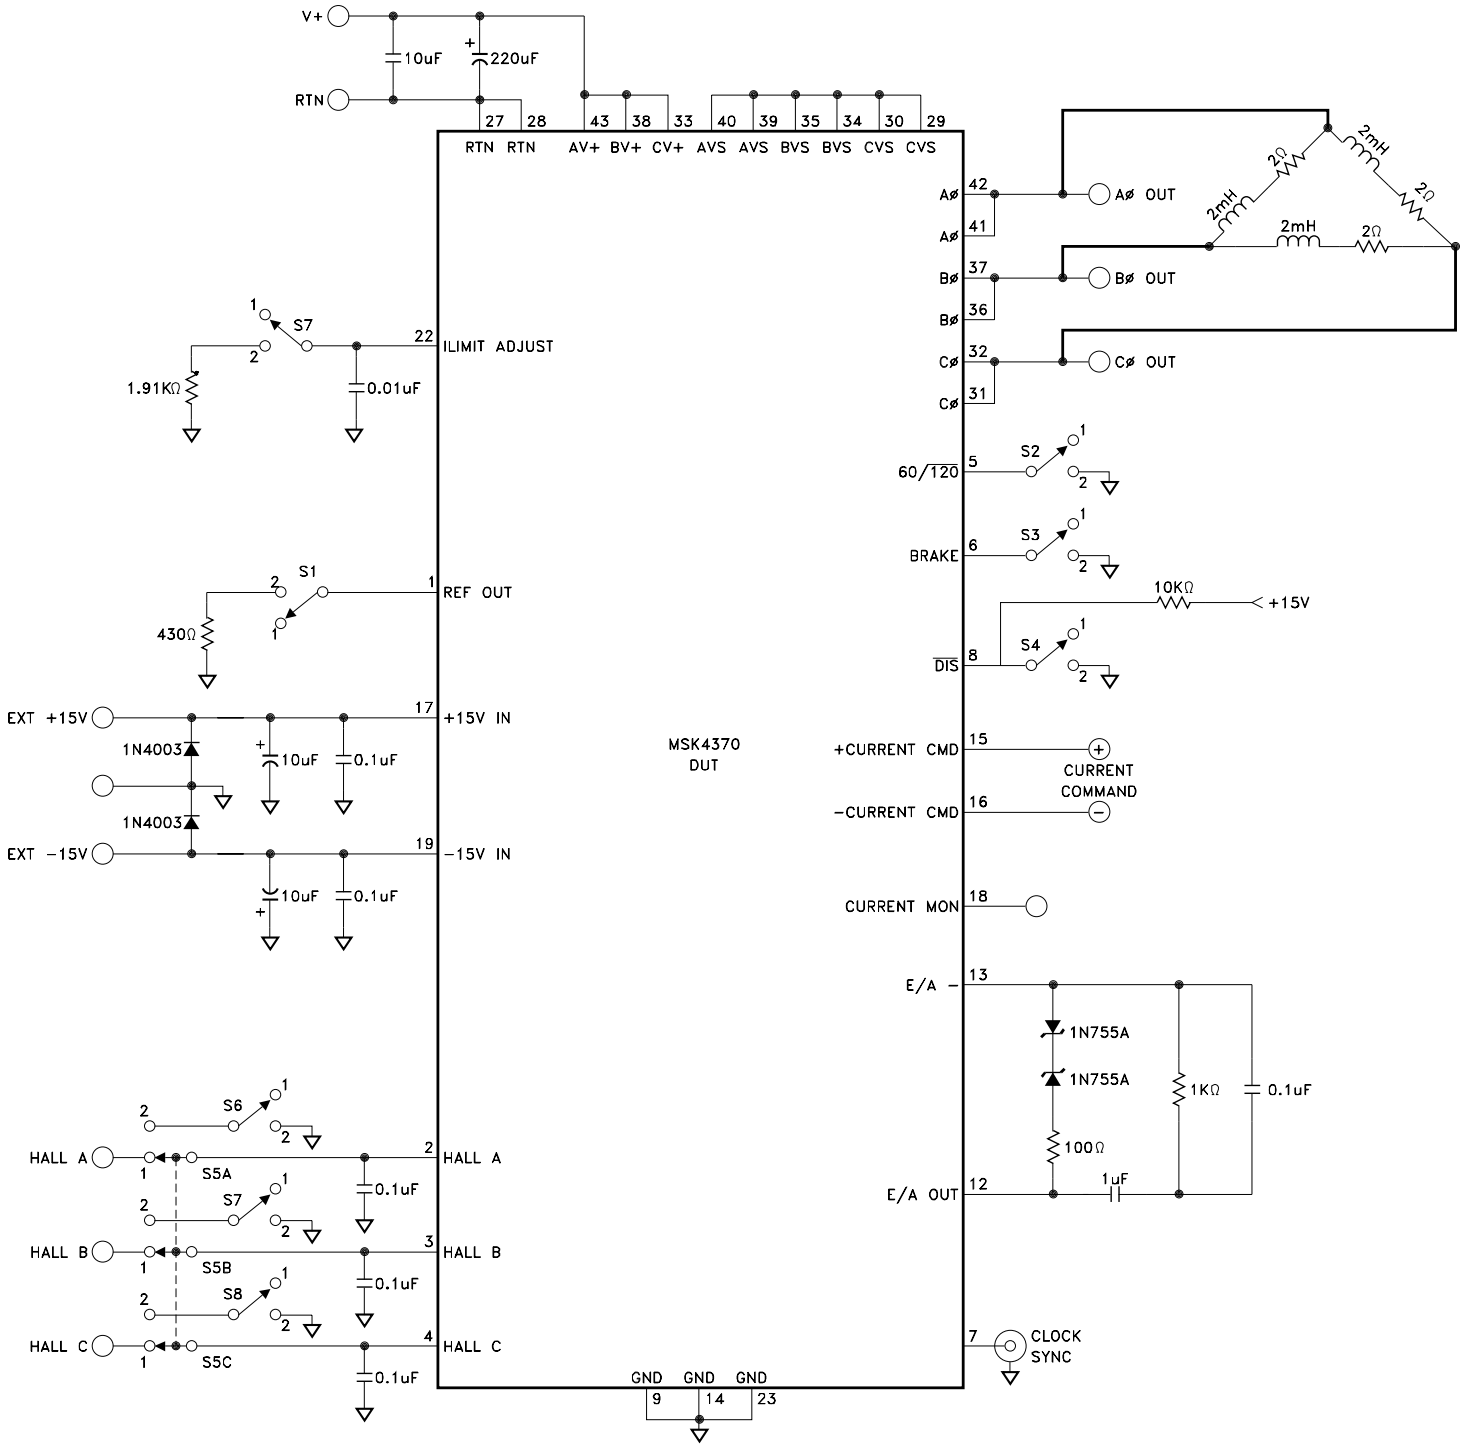 V+
10uF
+
220uF
RTN
27 28 43 38 33 40 39 35 34 30 29
RTN RTN AV+ BV+ CV+ AVS AVS BVS BVS CVS CVS
2mH
2Ω
2Ω
2mH
2mH
2Ω
AØ 42 AØ OUT
AØ 41
BØ 37 BØ OUT
BØ 36
CØ 32 CØ OUT
CØ 31
1
S7
2
22 ILIMIT ADJUST
1.91KΩ
0.01uF
60/120 5 S2 1
2
BRAKE 6 S3 1
2
10KΩ
+15V
DIS 8 S4 1
2
2 S1
1
1 REF OUT
430Ω
EXT +15V
17 +15V IN
1N4003
+
10uF
0.1uF
1N4003
EXT -15V
19 -15V IN
10uF
+
0.1uF
MSK4370
DUT
+CURRENT CMD 15 +
CURRENT
COMMAND
-CURRENT CMD 16 -
CURRENT MON 18
E/A - 13
1N755A
1N755A
1KΩ
0.1uF
100Ω
1uF
E/A OUT 12
2 S6 1
2
HALL A 1 S5A 2 HALL A
0.1uF
2 S7 1
2
HALL B 1 S5B 3 HALL B
0.1uF
2 S8 1
2
HALL C 1 S5C 4 HALL C
0.1uF
7 CLOCK
SYNC
GND GND GND
9 14 23